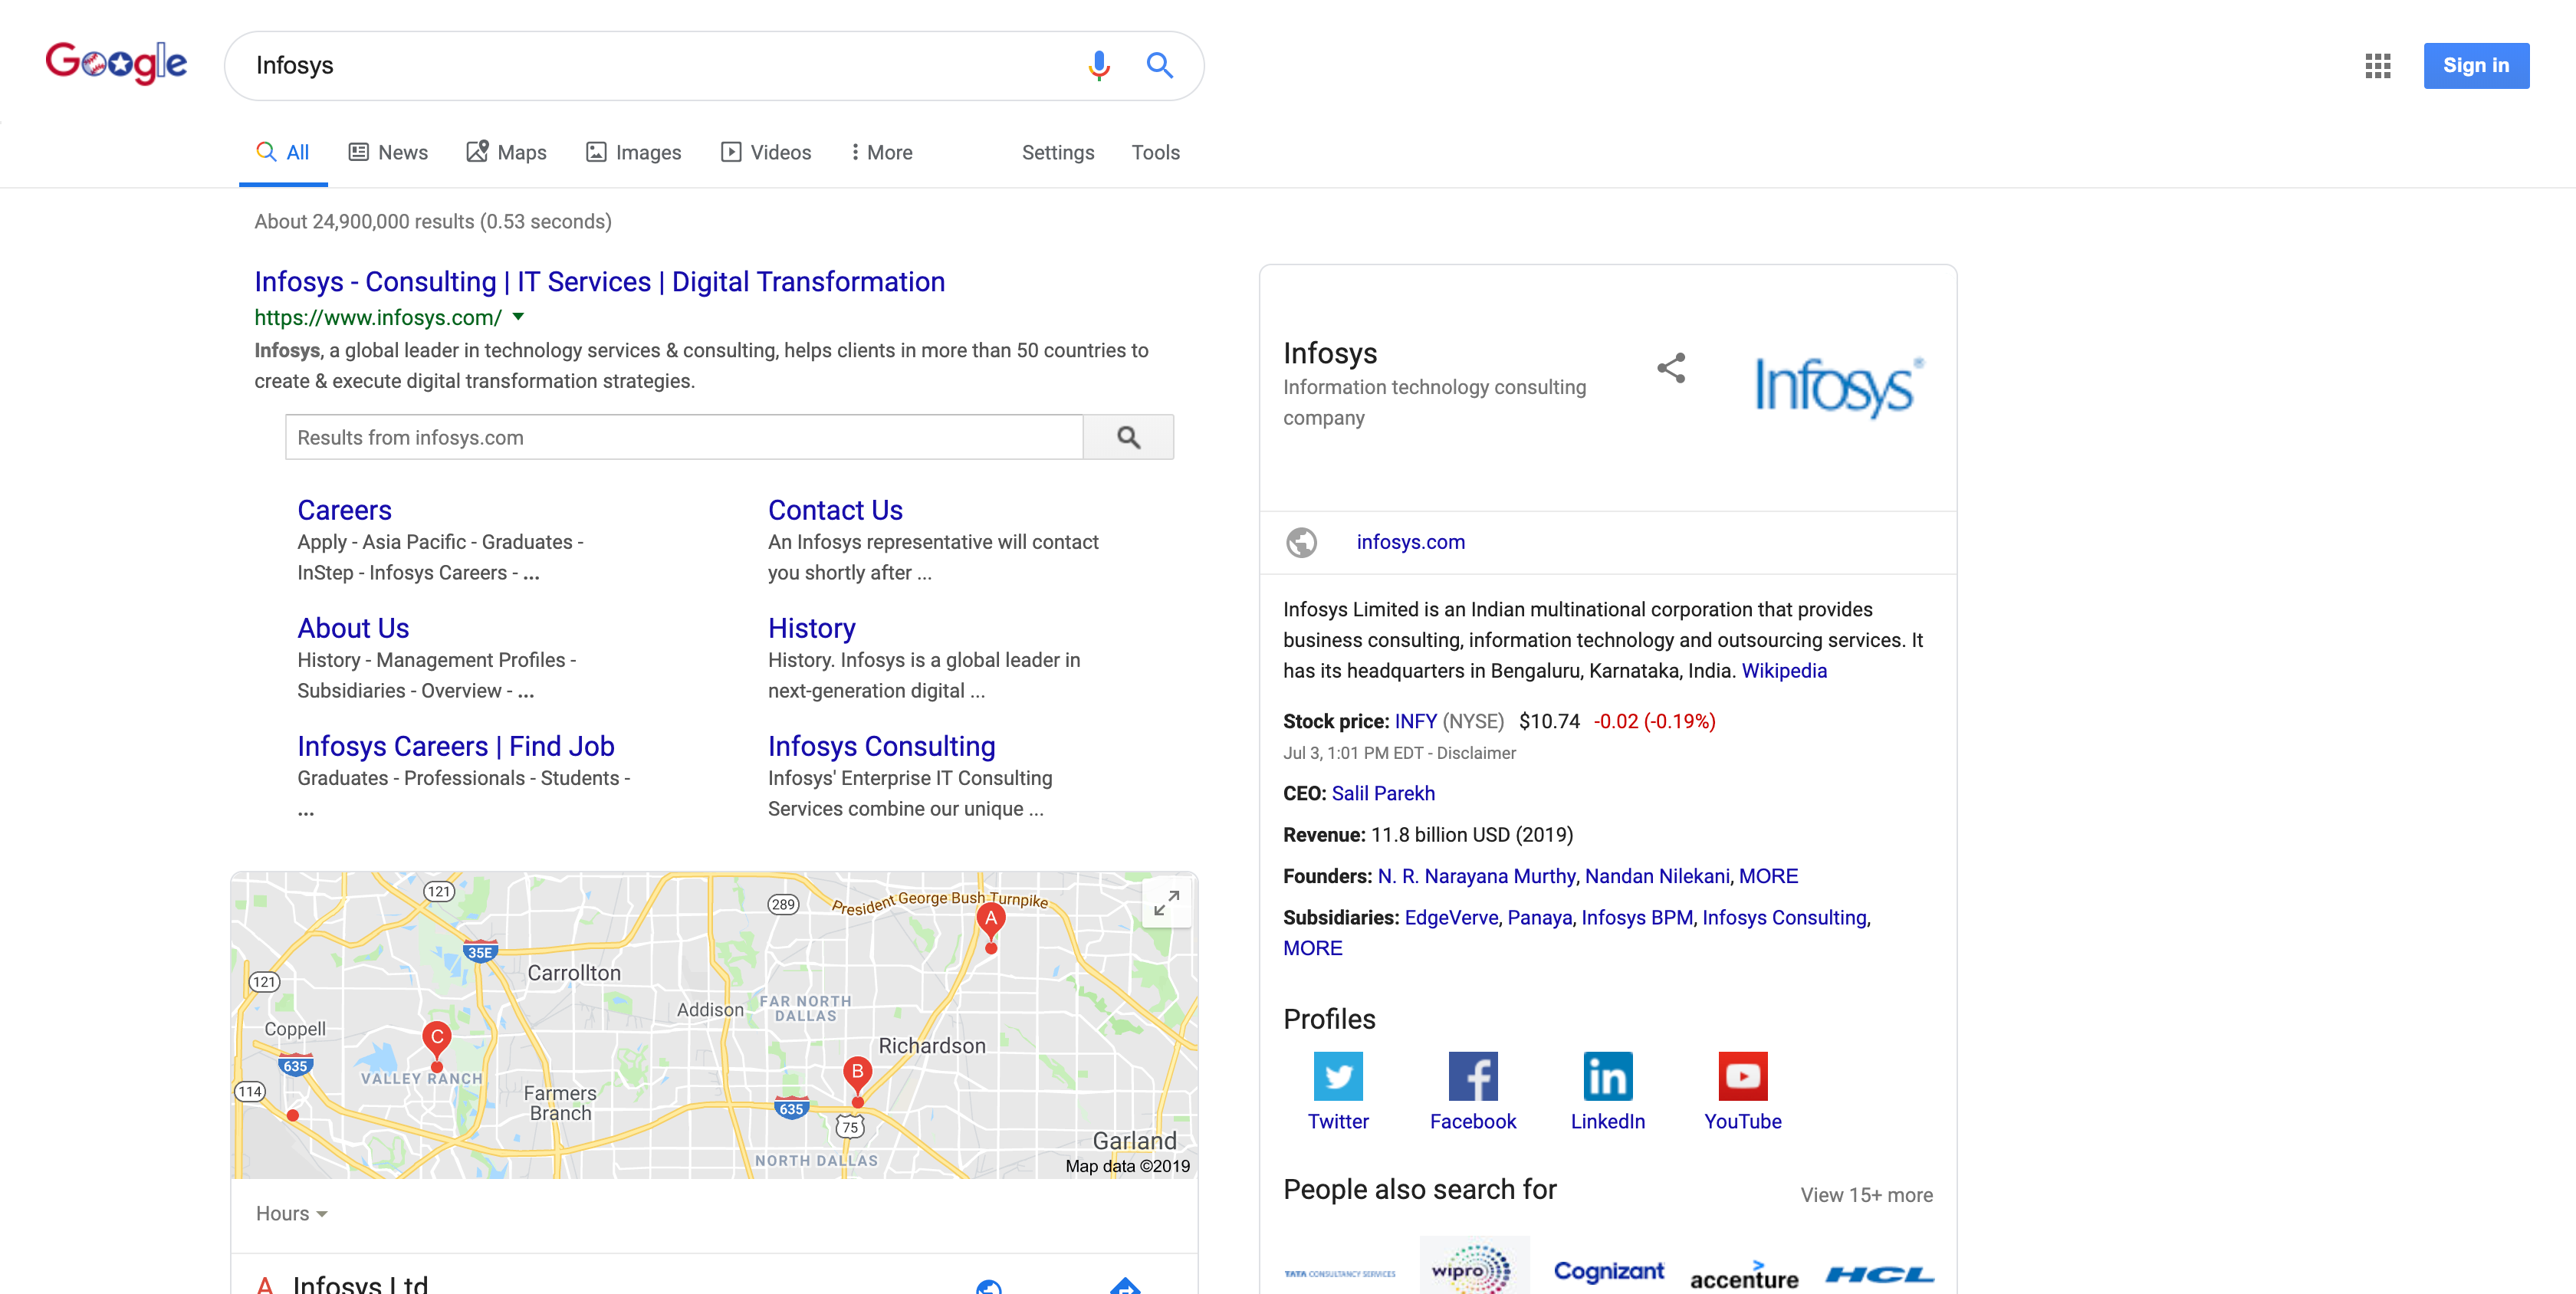 Google
Infosys
Sign in
All
News
Maps
Images
Videos
More
Settings
Tools
About 24,900,000 results (0.53 seconds)
Infosys - Consulting | IT Services | Digital Transformation
https://www.infosys.com/
Infosys, a global leader in technology services & consulting, helps clients in more than 50 countries to
create & execute digital transformation strategies.
Results from infosys.com
Careers
Apply - Asia Pacific - Graduates -
InStep - Infosys Careers - ...
Contact Us
An Infosys representative will contact
you shortly after ...
About Us
History - Management Profiles -
Subsidiaries - Overview - ...
History
History. Infosys is a global leader in
next-generation digital ...
Infosys Careers | Find Job
Graduates - Professionals - Students -
...
Infosys Consulting
Infosys' Enterprise IT Consulting
Services combine our unique ...
121
289
President George Bush Turnpike
A
35E
Carrollton
121
Addison
FAR NORTH
DALLAS
Coppell
C
Richardson
635
VALLEY RANCH
B
114
Farmers
Branch
635
75
Garland
NORTH DALLAS
Map data ©2019
Hours
A Infosys Ltd
Infosys
Information technology consulting
company
Infosys
infosys.com
Infosys Limited is an Indian multinational corporation that provides
business consulting, information technology and outsourcing services. It
has its headquarters in Bengaluru, Karnataka, India. Wikipedia
Stock price: INFY (NYSE) $10.74 -0.02 (-0.19%)
Jul 3, 1:01 PM EDT - Disclaimer
CEO: Salil Parekh
Revenue: 11.8 billion USD (2019)
Founders: N. R. Narayana Murthy, Nandan Nilekani, MORE
Subsidiaries: EdgeVerve, Panaya, Infosys BPM, Infosys Consulting,
MORE
Profiles
Twitter
Facebook
LinkedIn
YouTube
People also search for
View 15+ more
TATA CONSULTANCY SERVICES
wipro
Cognizant
accenture
HCL